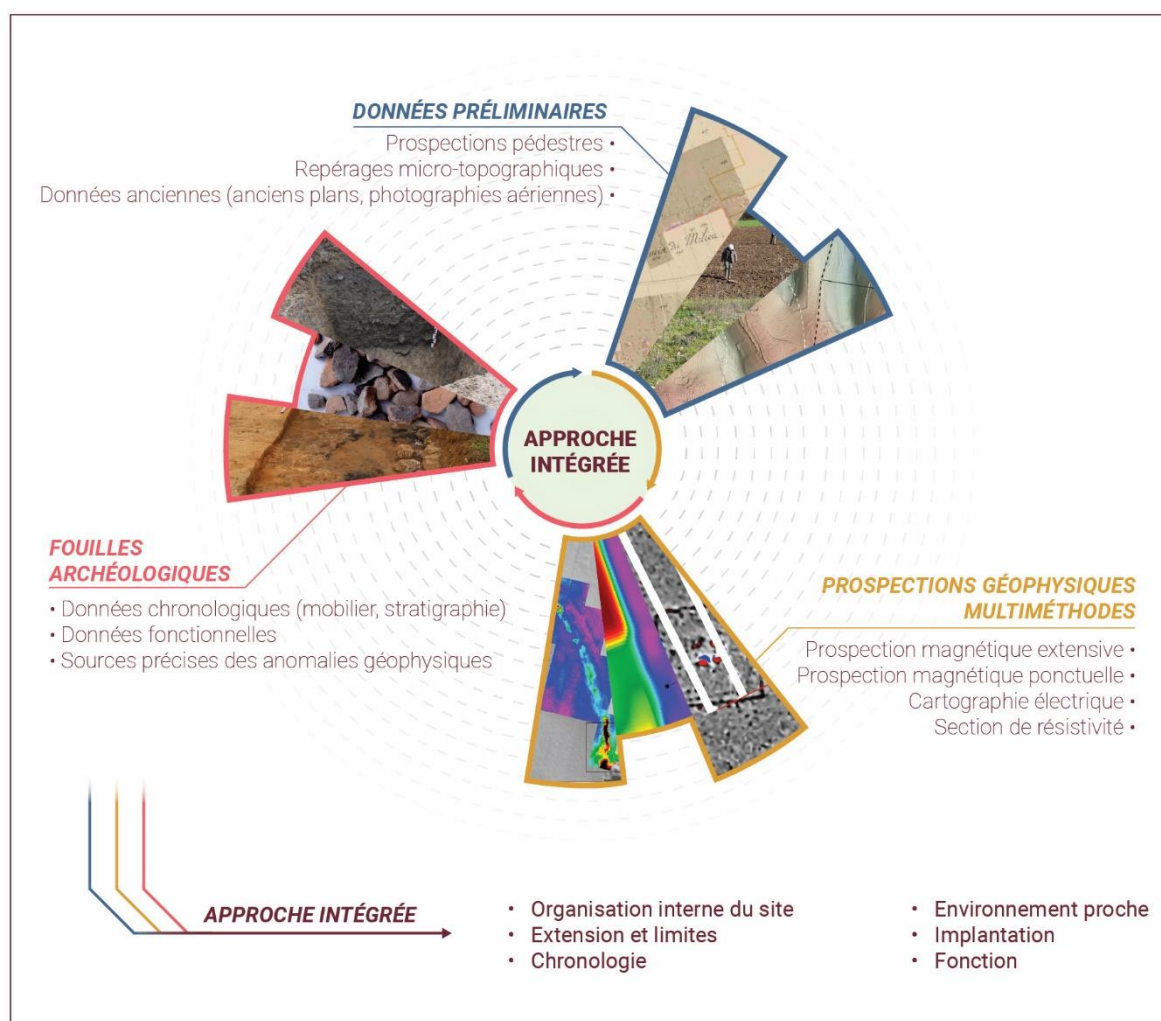 DONNÉES PRÉLIMINAIRES
Prospections pédestres •
Repérages micro-topographiques •
Données anciennes (anciens plans, photographies aériennes) •
du Milieu.
APPROCHE
INTÉGRÉE
FOUILLES
ARCHÉOLOGIQUES
• Données chronologiques (mobilier, stratigraphie)
• Données fonctionnelles
• Sources précises des anomalies géophysiques
PROSPECTIONS GÉOPHYSIQUES
MULTIMÉTHODES
Prospection magnétique extensive •
Prospection magnétique ponctuelle •
Cartographie électrique •
Section de résistivité •
APPROCHE INTÉGRÉE
• Organisation interne du site
• Extension et limites
• Chronologie
• Environnement proche
• Implantation
• Fonction